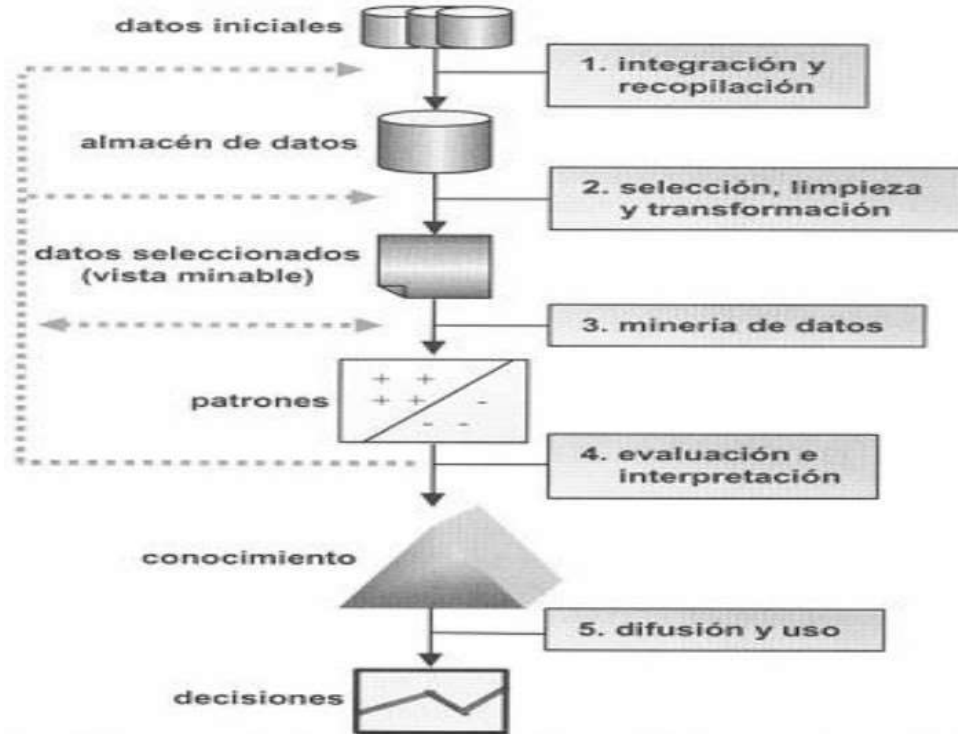 datos iniciales
1. integración y
recopilación
almacén de datos
2. selección, limpieza
y transformación
datos seleccionados
(vista minable)
3. minería de datos
patrones
4. evaluación e
interpretación
conocimiento
5. difusión y uso
decisiones